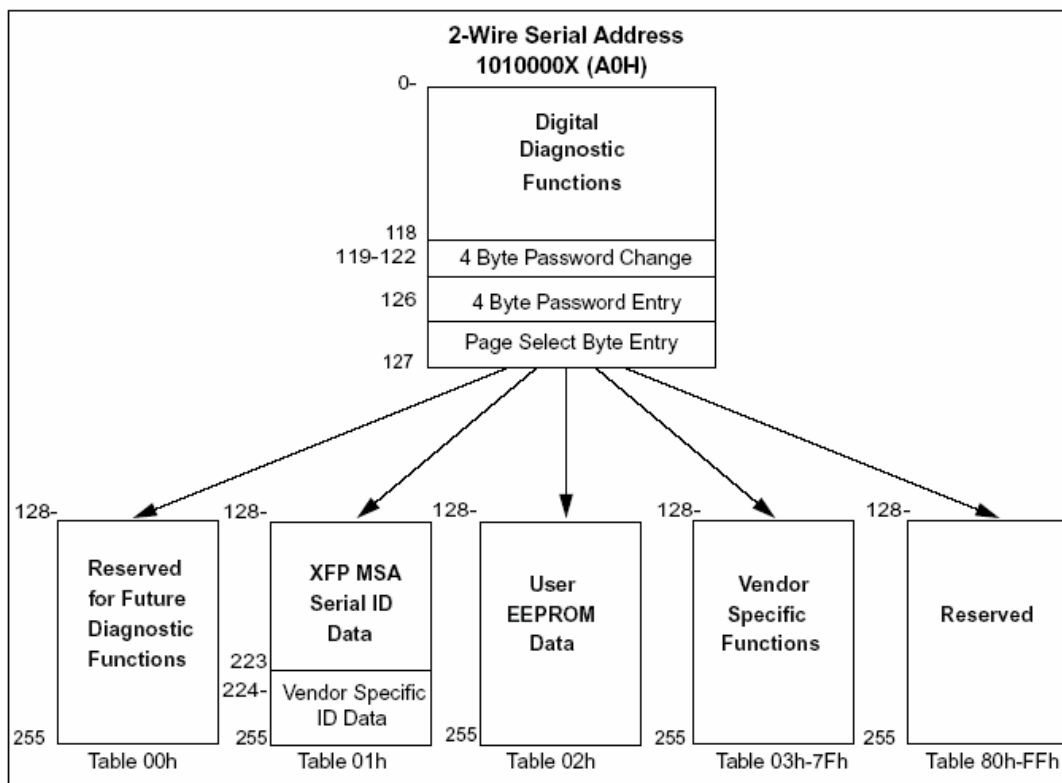 2-Wire Serial Address
1010000X (A0H)
0-
Digital
Diagnostic
Functions
118
119-122
4 Byte Password Change
126
4 Byte Password Entry
Page Select Byte Entry
127
128-
Reserved
for Future
Diagnostic
Functions
255
Table 00h
128-
XFP MSA
Serial ID
Data
223
224-
Vendor Specific
ID Data
255
Table 01h
128-
User
EEPROM
Data
255
Table 02h
128-
Vendor
Specific
Functions
255
Table 03h-7Fh
128-
Reserved
255
Table 80h-FFh